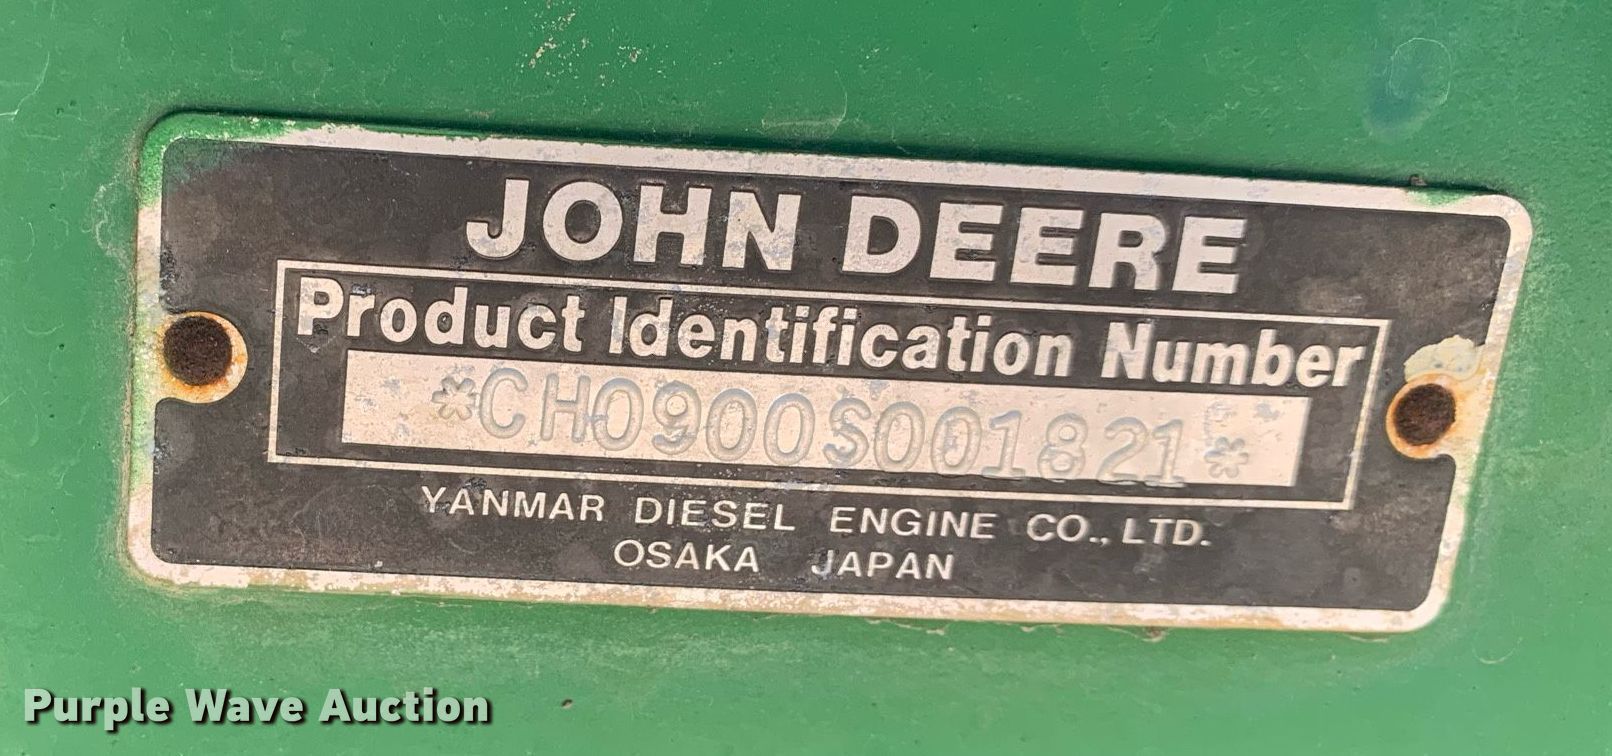 JOHN DEERE
Product Identification Number
*CH0900S001821*
YANMAR DIESEL ENGINE CO., LTD.
OSAKA JAPAN
Purple Wave Auction